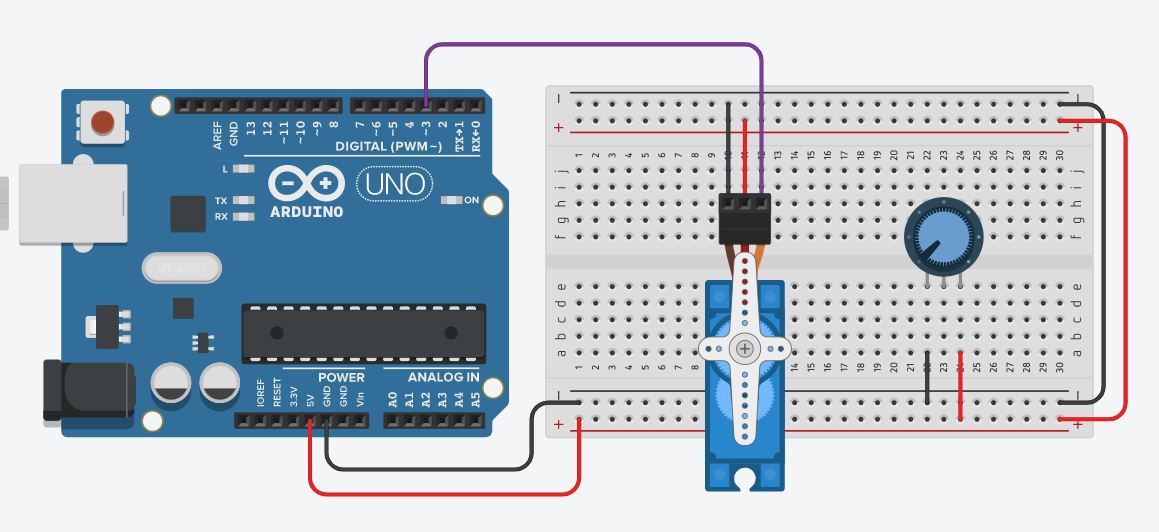 AREF
GND
13
12
~11
~10
~9
8
7
~6
~5
4
~3
2
TX→1
RX←0
DIGITAL (PWM~)
L
TX
RX
ARDUINO
UNO
ON
SPK16.000G
POWER
ANALOG IN
IOREF
RESET
3.3V
5V
GND
GND
Vin
A0
A1
A2
A3
A4
A5
− −
+ +
1 2 3 4 5 6 7 8 9 10 11 12 13 14 15 16 17 18 19 20 21 22 23 24 25 26 27 28 29 30
j j
i i
h h
g g
f f
e e
d d
c c
b b
a a
1 2 3 4 5 6 7 8 14 15 16 17 18 19 20 21 22 23 24 25 26 27 28 29 30
− −
+ +